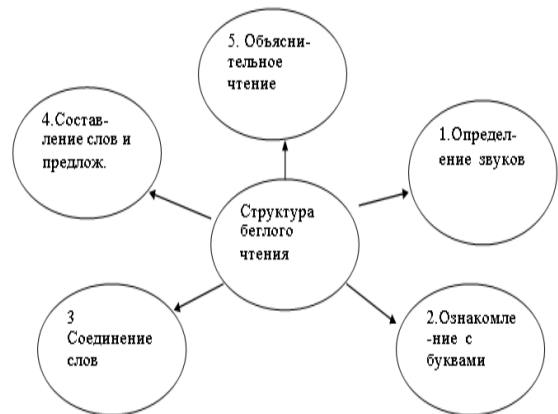 5. Объясни-
тельное
чтение
4.Состав-
ление слов и
предлож.
1.Определ-
ение звуков
Структура
беглого
чтения
3
Соединение
слов
2.Ознакомле
-ние с
буквами